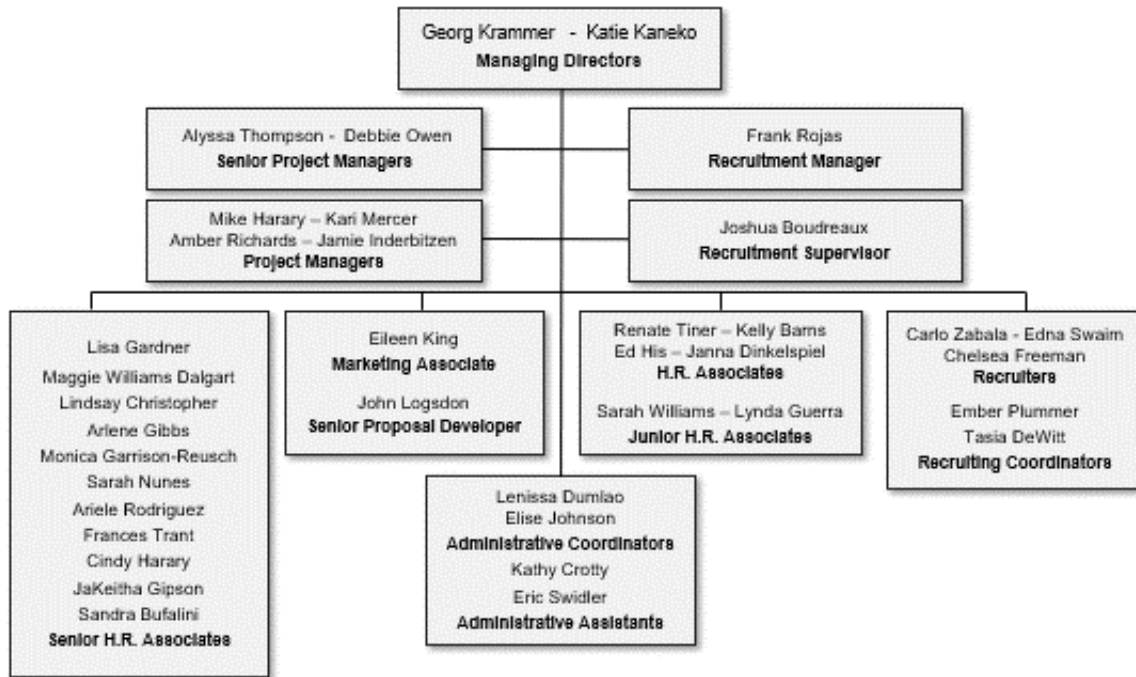 Georg Krammer - Katie Kaneko
Managing Directors
Alyssa Thompson - Debbie Owen
Senior Project Managers
Frank Rojas
Recruitment Manager
Mike Harary – Kari Mercer
Amber Richards – Jamie Inderbitzen
Project Managers
Joshua Boudreaux
Recruitment Supervisor
Lisa Gardner
Maggie Williams Dalgart
Lindsay Christopher
Arlene Gibbs
Monica Garrison-Reusch
Sarah Nunes
Ariele Rodriguez
Frances Trant
Cindy Harary
JaKeitha Gipson
Sandra Bufalini
Senior H.R. Associates
Eileen King
Marketing Associate
John Logsdon
Senior Proposal Developer
Renate Tiner – Kelly Barns
Ed His – Janna Dinkelspiel
H.R. Associates
Sarah Williams – Lynda Guerra
Junior H.R. Associates
Carlo Zabala - Edna Swaim
Chelsea Freeman
Recruiters
Ember Plummer
Tasia DeWitt
Recruiting Coordinators
Lenissa Dumlao
Elise Johnson
Administrative Coordinators
Kathy Crotty
Eric Swidler
Administrative Assistants